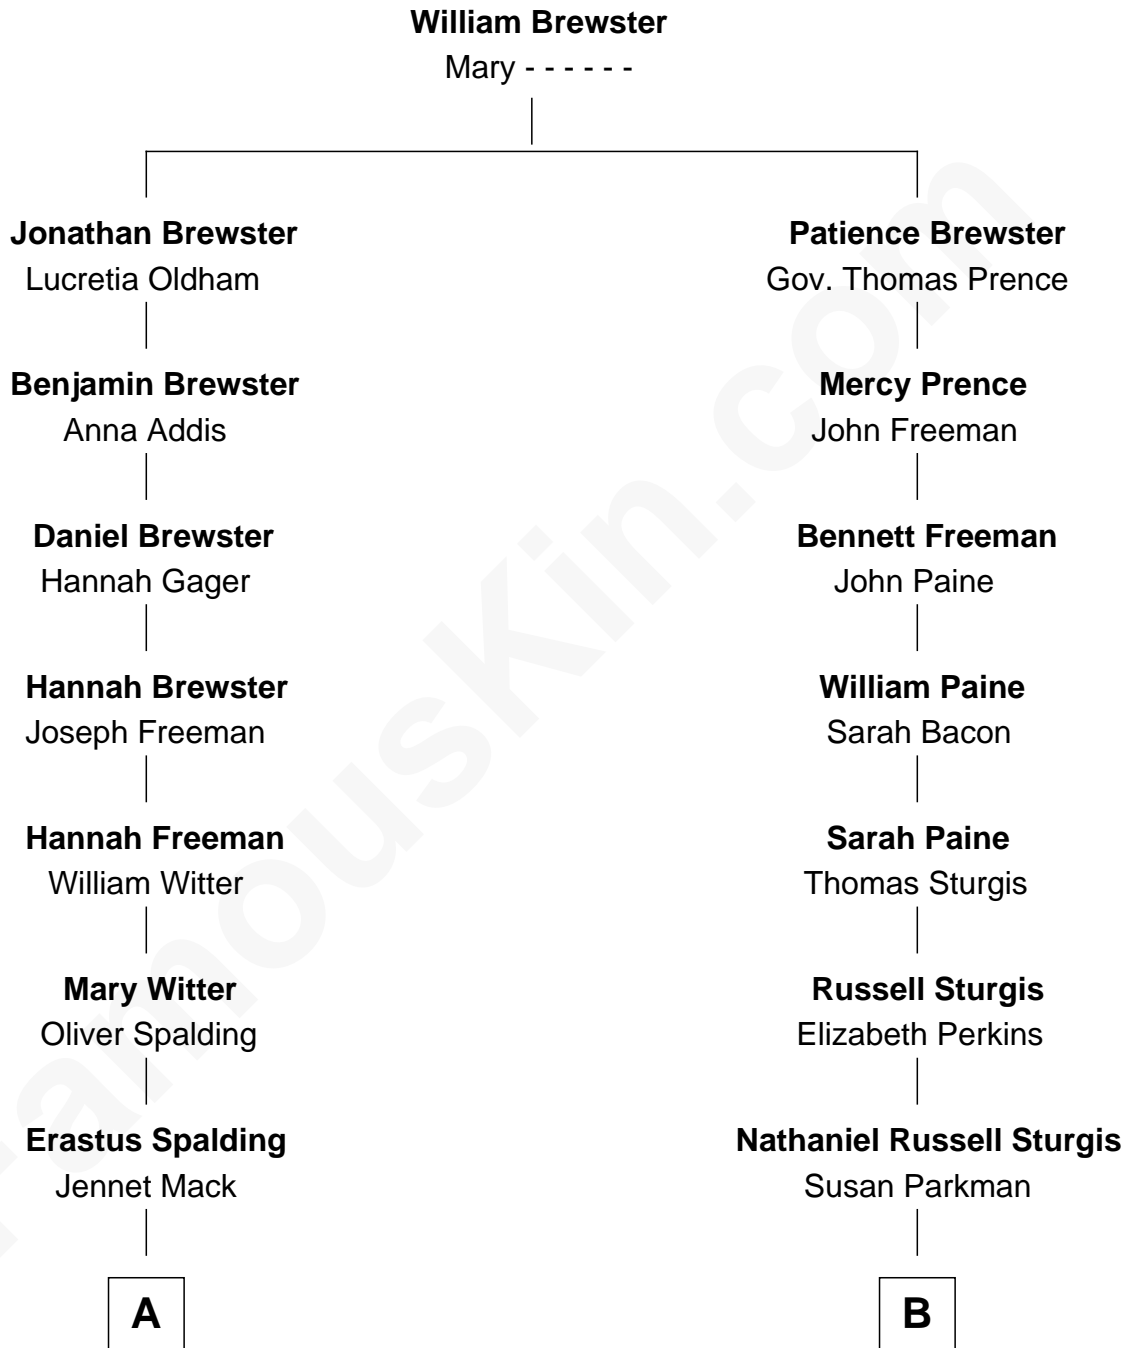 William Brewster
Mary - - - - - -
Jonathan Brewster
Lucretia Oldham
Patience Brewster
Gov. Thomas Prence
Benjamin Brewster
Anna Addis
Mercy Prence
John Freeman
Daniel Brewster
Hannah Gager
Bennett Freeman
John Paine
Hannah Brewster
Joseph Freeman
William Paine
Sarah Bacon
Hannah Freeman
William Witter
Sarah Paine
Thomas Sturgis
Mary Witter
Oliver Spalding
Russell Sturgis
Elizabeth Perkins
Erastus Spalding
Jennet Mack
Nathaniel Russell Sturgis
Susan Parkman
A
B
FamousKin.com